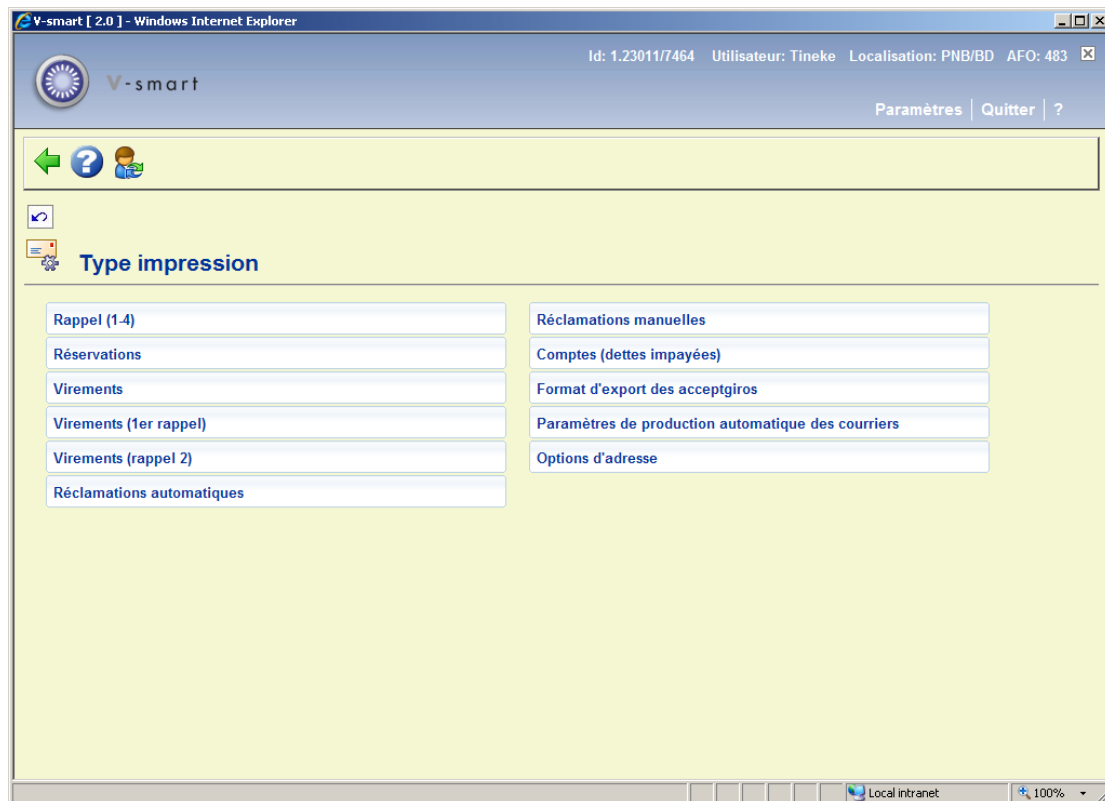 V-smart [ 2.0 ] - Windows Internet Explorer
Id: 1.23011/7464 Utilisateur: Tineke Localisation: PNB/BD AFO: 483
V-smart
Paramètres | Quitter | ?
Type impression
Rappel (1-4)
Réservations
Virements
Virements (1er rappel)
Virements (rappel 2)
Réclamations automatiques
Réclamations manuelles
Comptes (dettes impayées)
Format d'export des acceptgiros
Paramètres de production automatique des courriers
Options d'adresse
Local intranet
100%